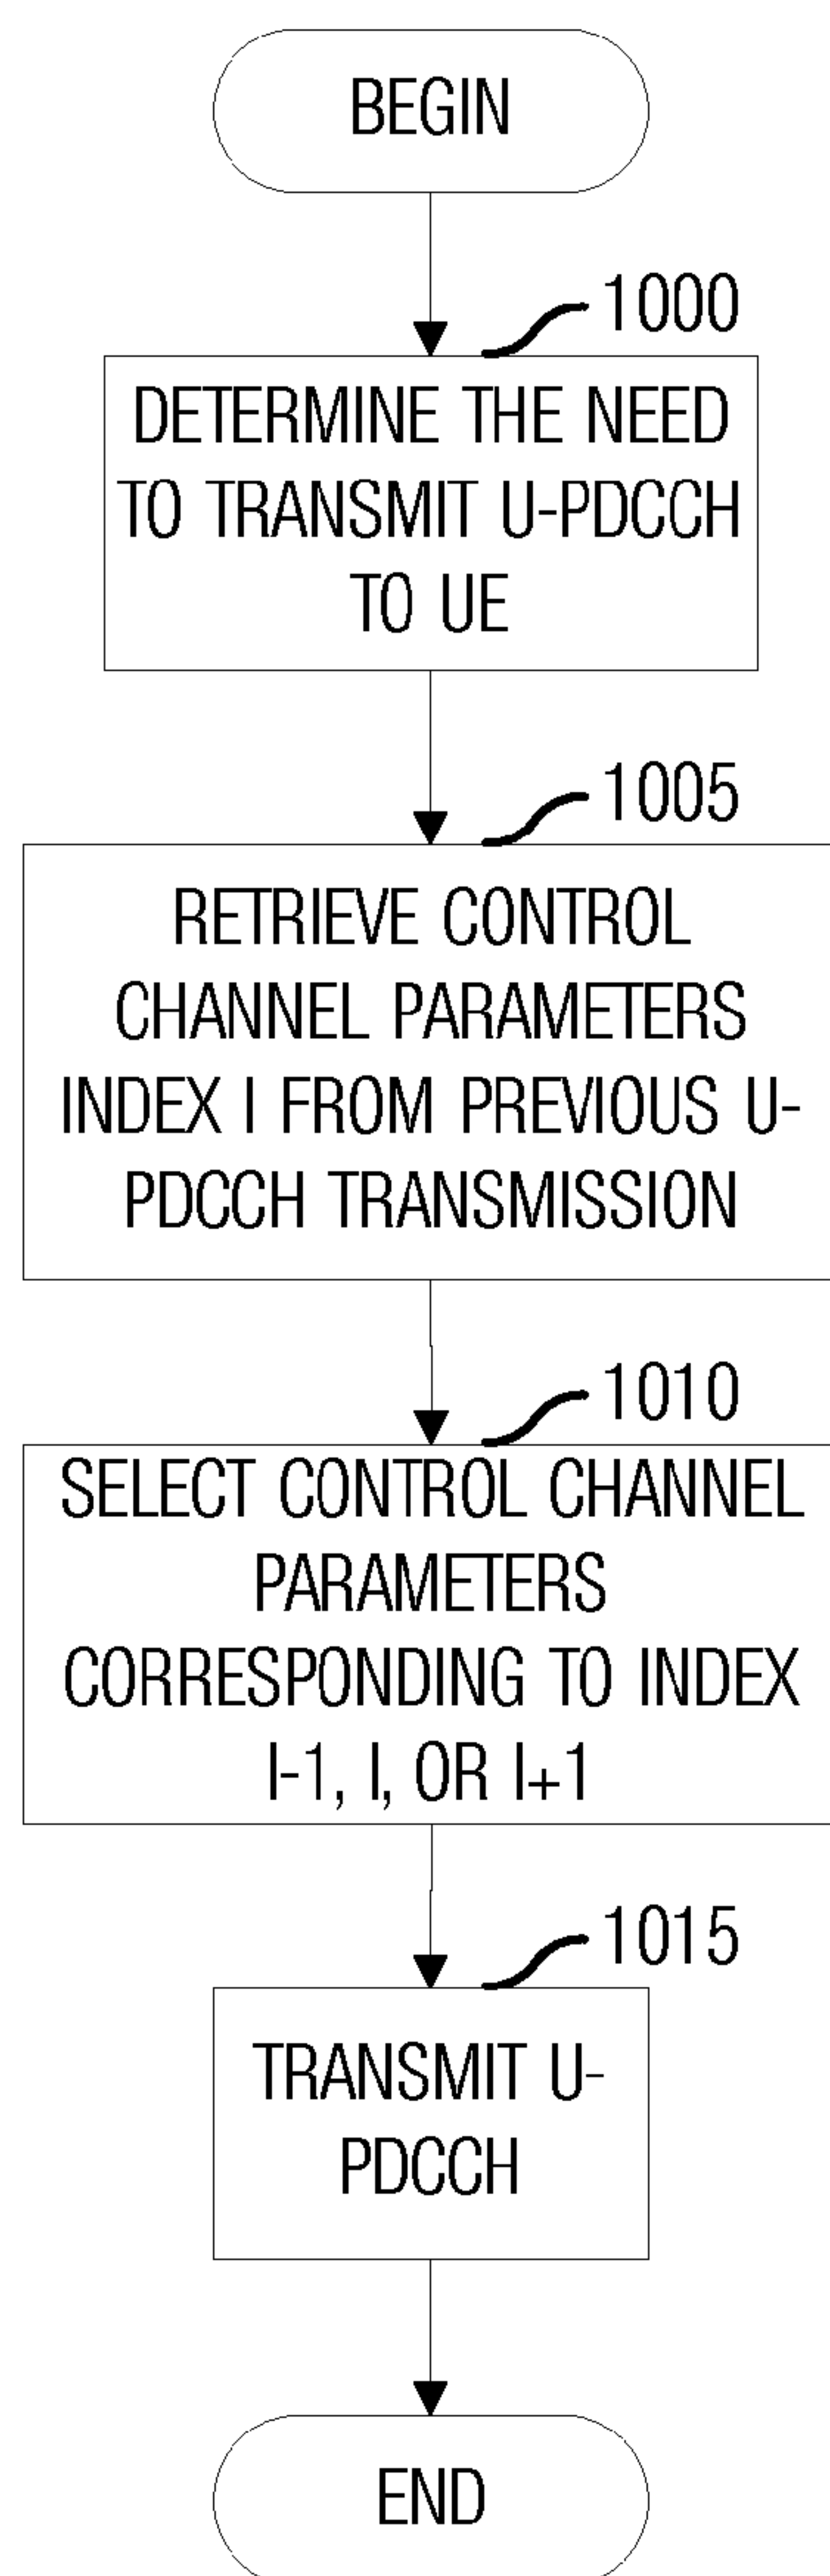 BEGIN
1000
DETERMINE THE NEED
TO TRANSMIT U-PDCCH
TO UE
1005
RETRIEVE CONTROL
CHANNEL PARAMETERS
INDEX I FROM PREVIOUS U-
PDCCH TRANSMISSION
1010
SELECT CONTROL CHANNEL
PARAMETERS
CORRESPONDING TO INDEX
I-1, I, OR I+1
1015
TRANSMIT U-
PDCCH
END